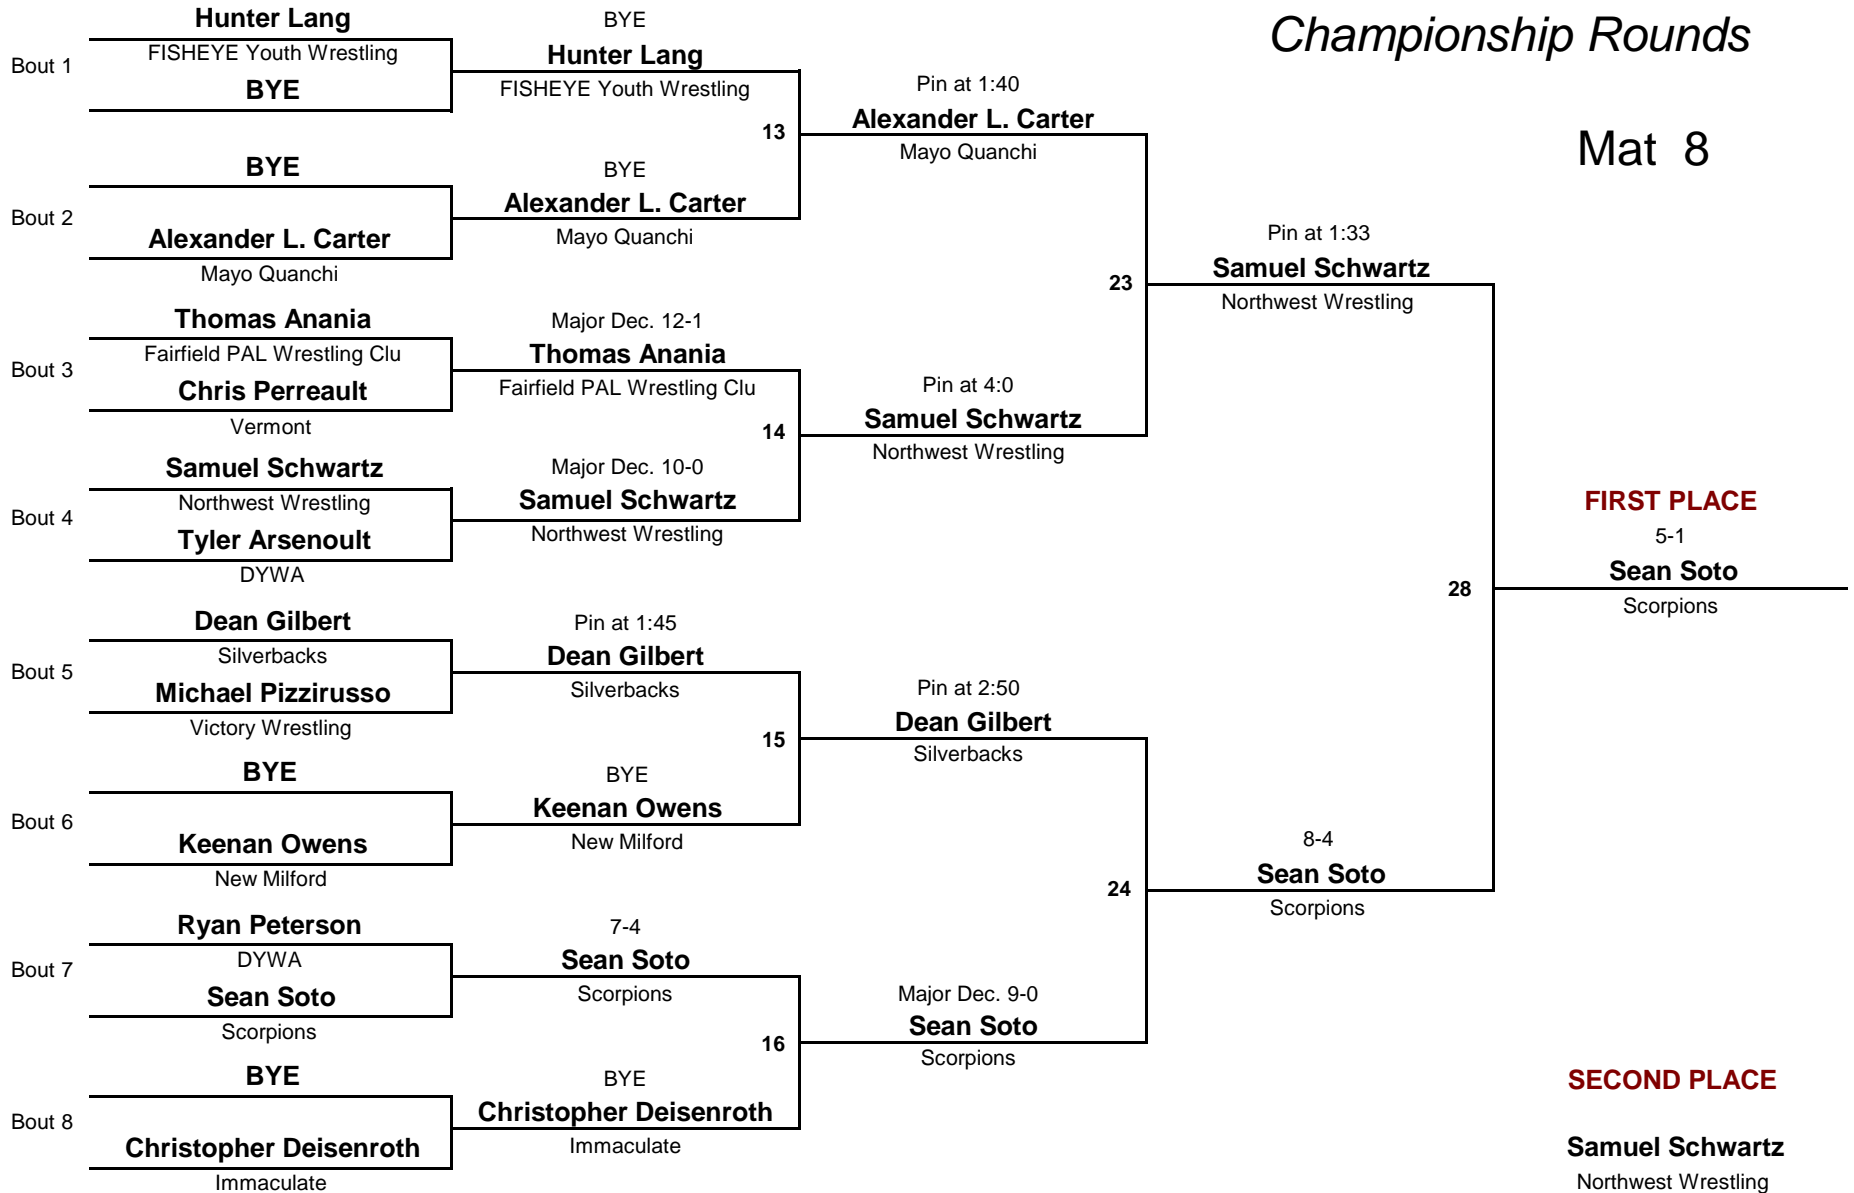 Championship Rounds
Mat 8
Bout 1
Hunter Lang
FISHEYE Youth Wrestling
BYE
Bout 2
BYE
Alexander L. Carter
Mayo Quanchi
Bout 3
Thomas Anania
Fairfield PAL Wrestling Clu
Chris Perreault
Vermont
Bout 4
Samuel Schwartz
Northwest Wrestling
Tyler Arsenoult
DYWA
Bout 5
Dean Gilbert
Silverbacks
Michael Pizzirusso
Victory Wrestling
Bout 6
BYE
Keenan Owens
New Milford
Bout 7
Ryan Peterson
DYWA
Sean Soto
Scorpions
Bout 8
BYE
Christopher Deisenroth
Immaculate
BYE
Hunter Lang
FISHEYE Youth Wrestling
13
BYE
Alexander L. Carter
Mayo Quanchi
Major Dec. 12-1
Thomas Anania
Fairfield PAL Wrestling Clu
14
Major Dec. 10-0
Samuel Schwartz
Northwest Wrestling
Pin at 1:45
Dean Gilbert
Silverbacks
15
BYE
Keenan Owens
New Milford
7-4
Sean Soto
Scorpions
16
BYE
Christopher Deisenroth
Immaculate
Pin at 1:40
Alexander L. Carter
Mayo Quanchi
23
Pin at 4:0
Samuel Schwartz
Northwest Wrestling
Pin at 2:50
Dean Gilbert
Silverbacks
24
Major Dec. 9-0
Sean Soto
Scorpions
Pin at 1:33
Samuel Schwartz
Northwest Wrestling
28
8-4
Sean Soto
Scorpions
FIRST PLACE
5-1
Sean Soto
Scorpions
SECOND PLACE
Samuel Schwartz
Northwest Wrestling